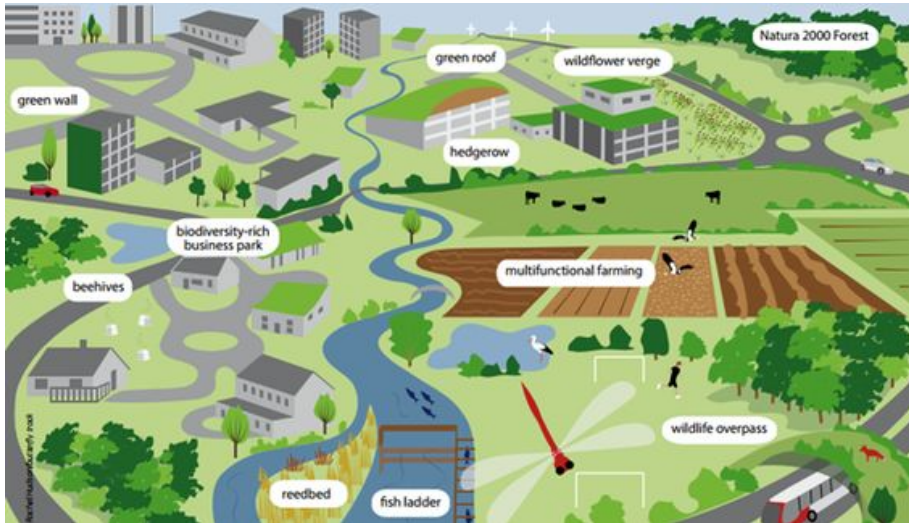 Natura 2000 Forest
green roof
wildflower verge
green wall
hedgerow
biodiversity-rich
business park
multifunctional farming
beehives
wildlife overpass
reedbed
fish ladder